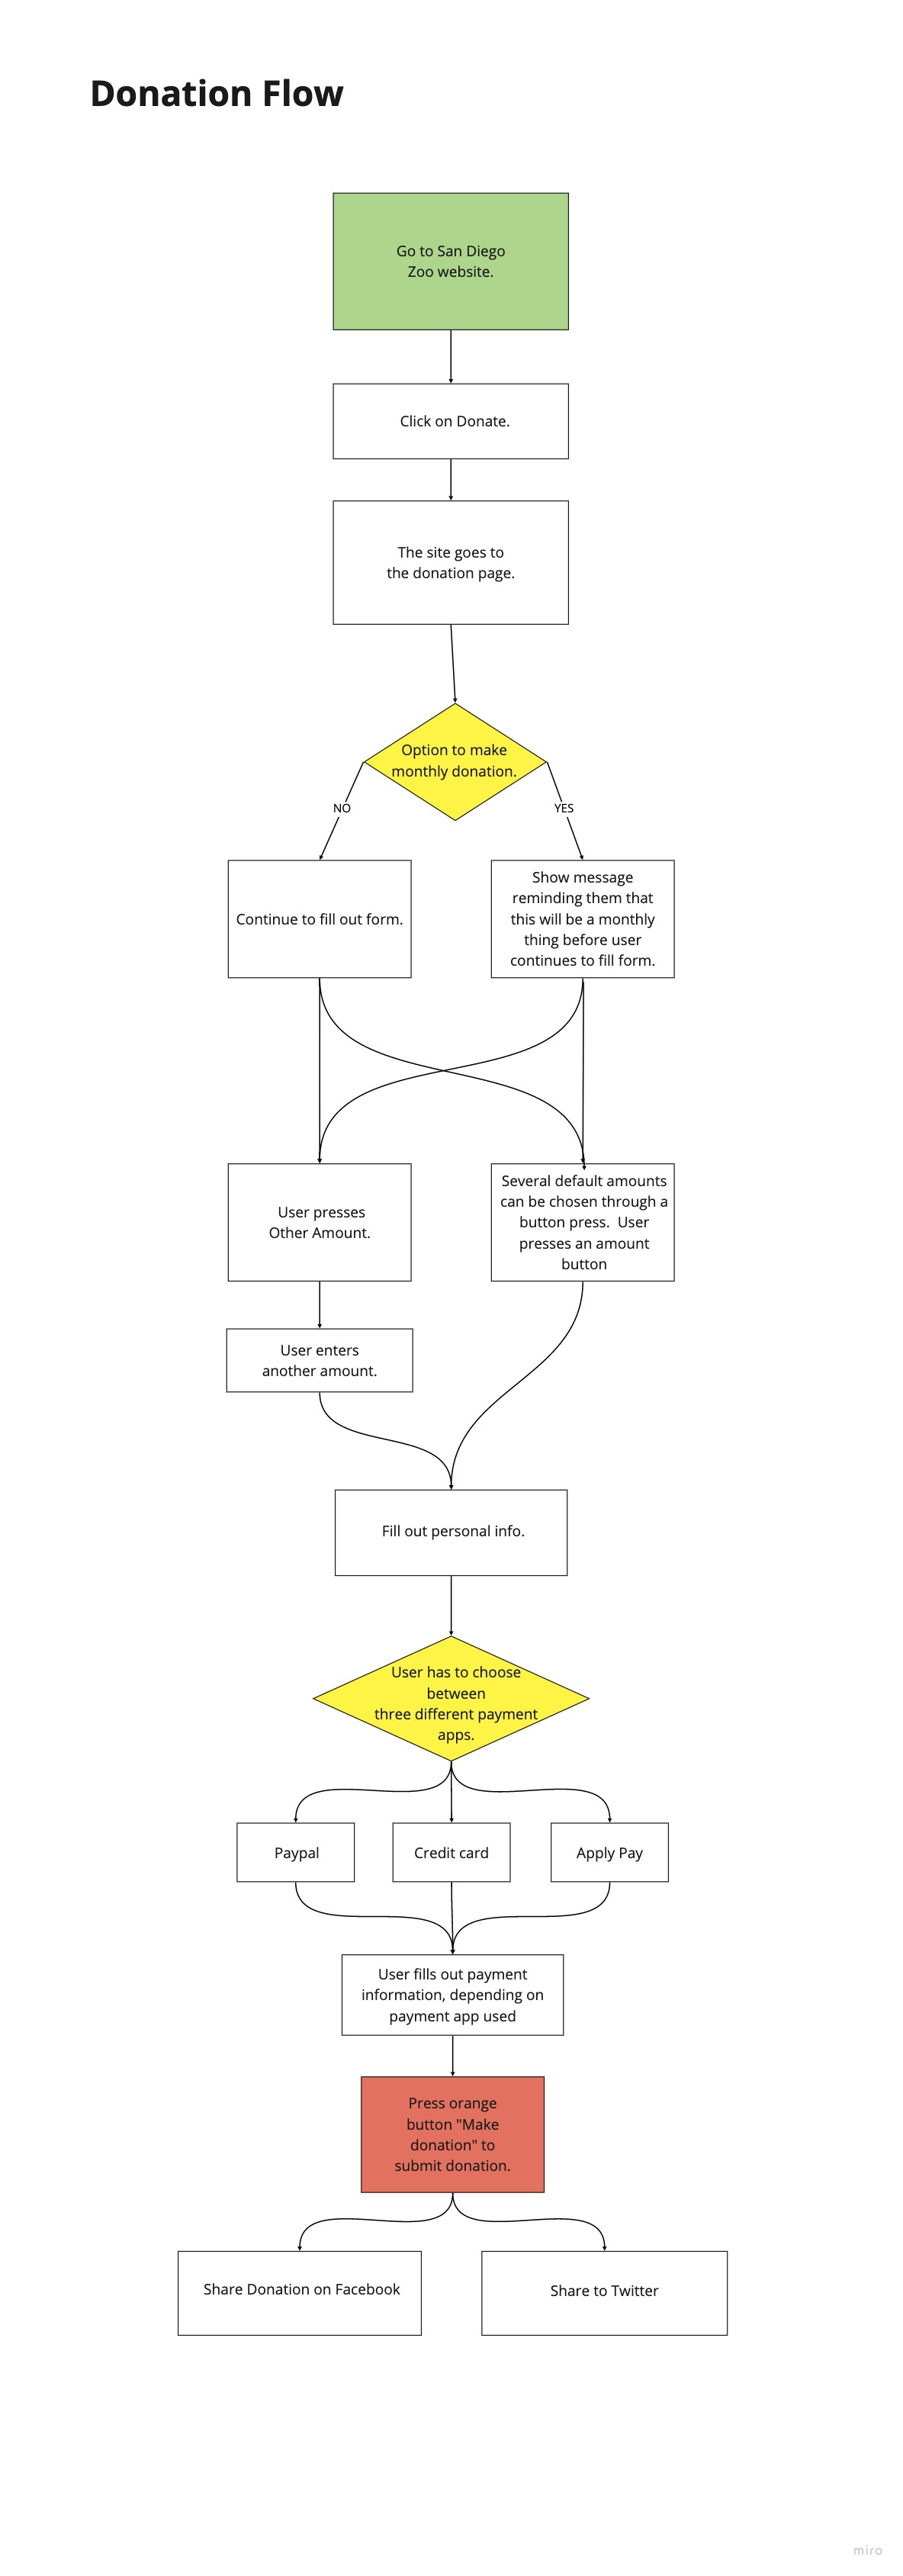 Donation Flow
Go to San Diego
Zoo website.
Click on Donate.
The site goes to
the donation page.
Option to make
monthly donation.
NO
YES
Continue to fill out form.
Show message
reminding them that
this will be a monthly
thing before user
continues to fill form.
User presses
Other Amount.
Several default amounts
can be chosen through a
button press.  User
presses an amount
button
User enters
another amount.
Fill out personal info.
User has to choose
between
three different payment
apps.
Paypal
Credit card
Apply Pay
User fills out payment
information, depending on
payment app used
Press orange
button "Make
donation" to
submit donation.
Share Donation on Facebook
Share to Twitter
miro